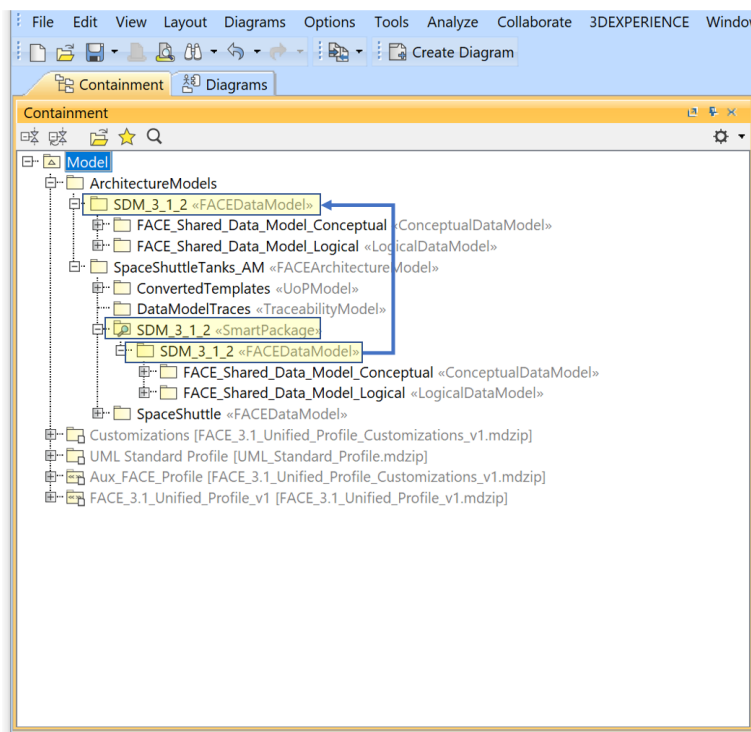 File Edit View Layout Diagrams Options Tools Analyze Collaborate 3DEXPERIENCE
Create Diagram
Containment Diagrams
Containment
Model
ArchitectureModels
SDM_3_1_2 «FACEDataModel»
FACE_Shared_Data_Model_Conceptual «ConceptualDataModel»
FACE_Shared_Data_Model_Logical «LogicalDataModel»
SpaceShuttleTanks_AM «FACEArchitectureModel»
ConvertedTemplates «UoPModel»
DataModelTraces «TraceabilityModel»
SDM_3_1_2 «SmartPackage»
SDM_3_1_2 «FACEDataModel»
FACE_Shared_Data_Model_Conceptual «ConceptualDataModel»
FACE_Shared_Data_Model_Logical «LogicalDataModel»
SpaceShuttle «FACEDataModel»
Customizations [FACE_3.1_Unified_Profile_Customizations_v1.mdzip]
UML Standard Profile [UML_Standard_Profile.mdzip]
Aux_FACE_Profile [FACE_3.1_Unified_Profile_Customizations_v1.mdzip]
FACE_3.1_Unified_Profile_v1 [FACE_3.1_Unified_Profile_v1.mdzip]